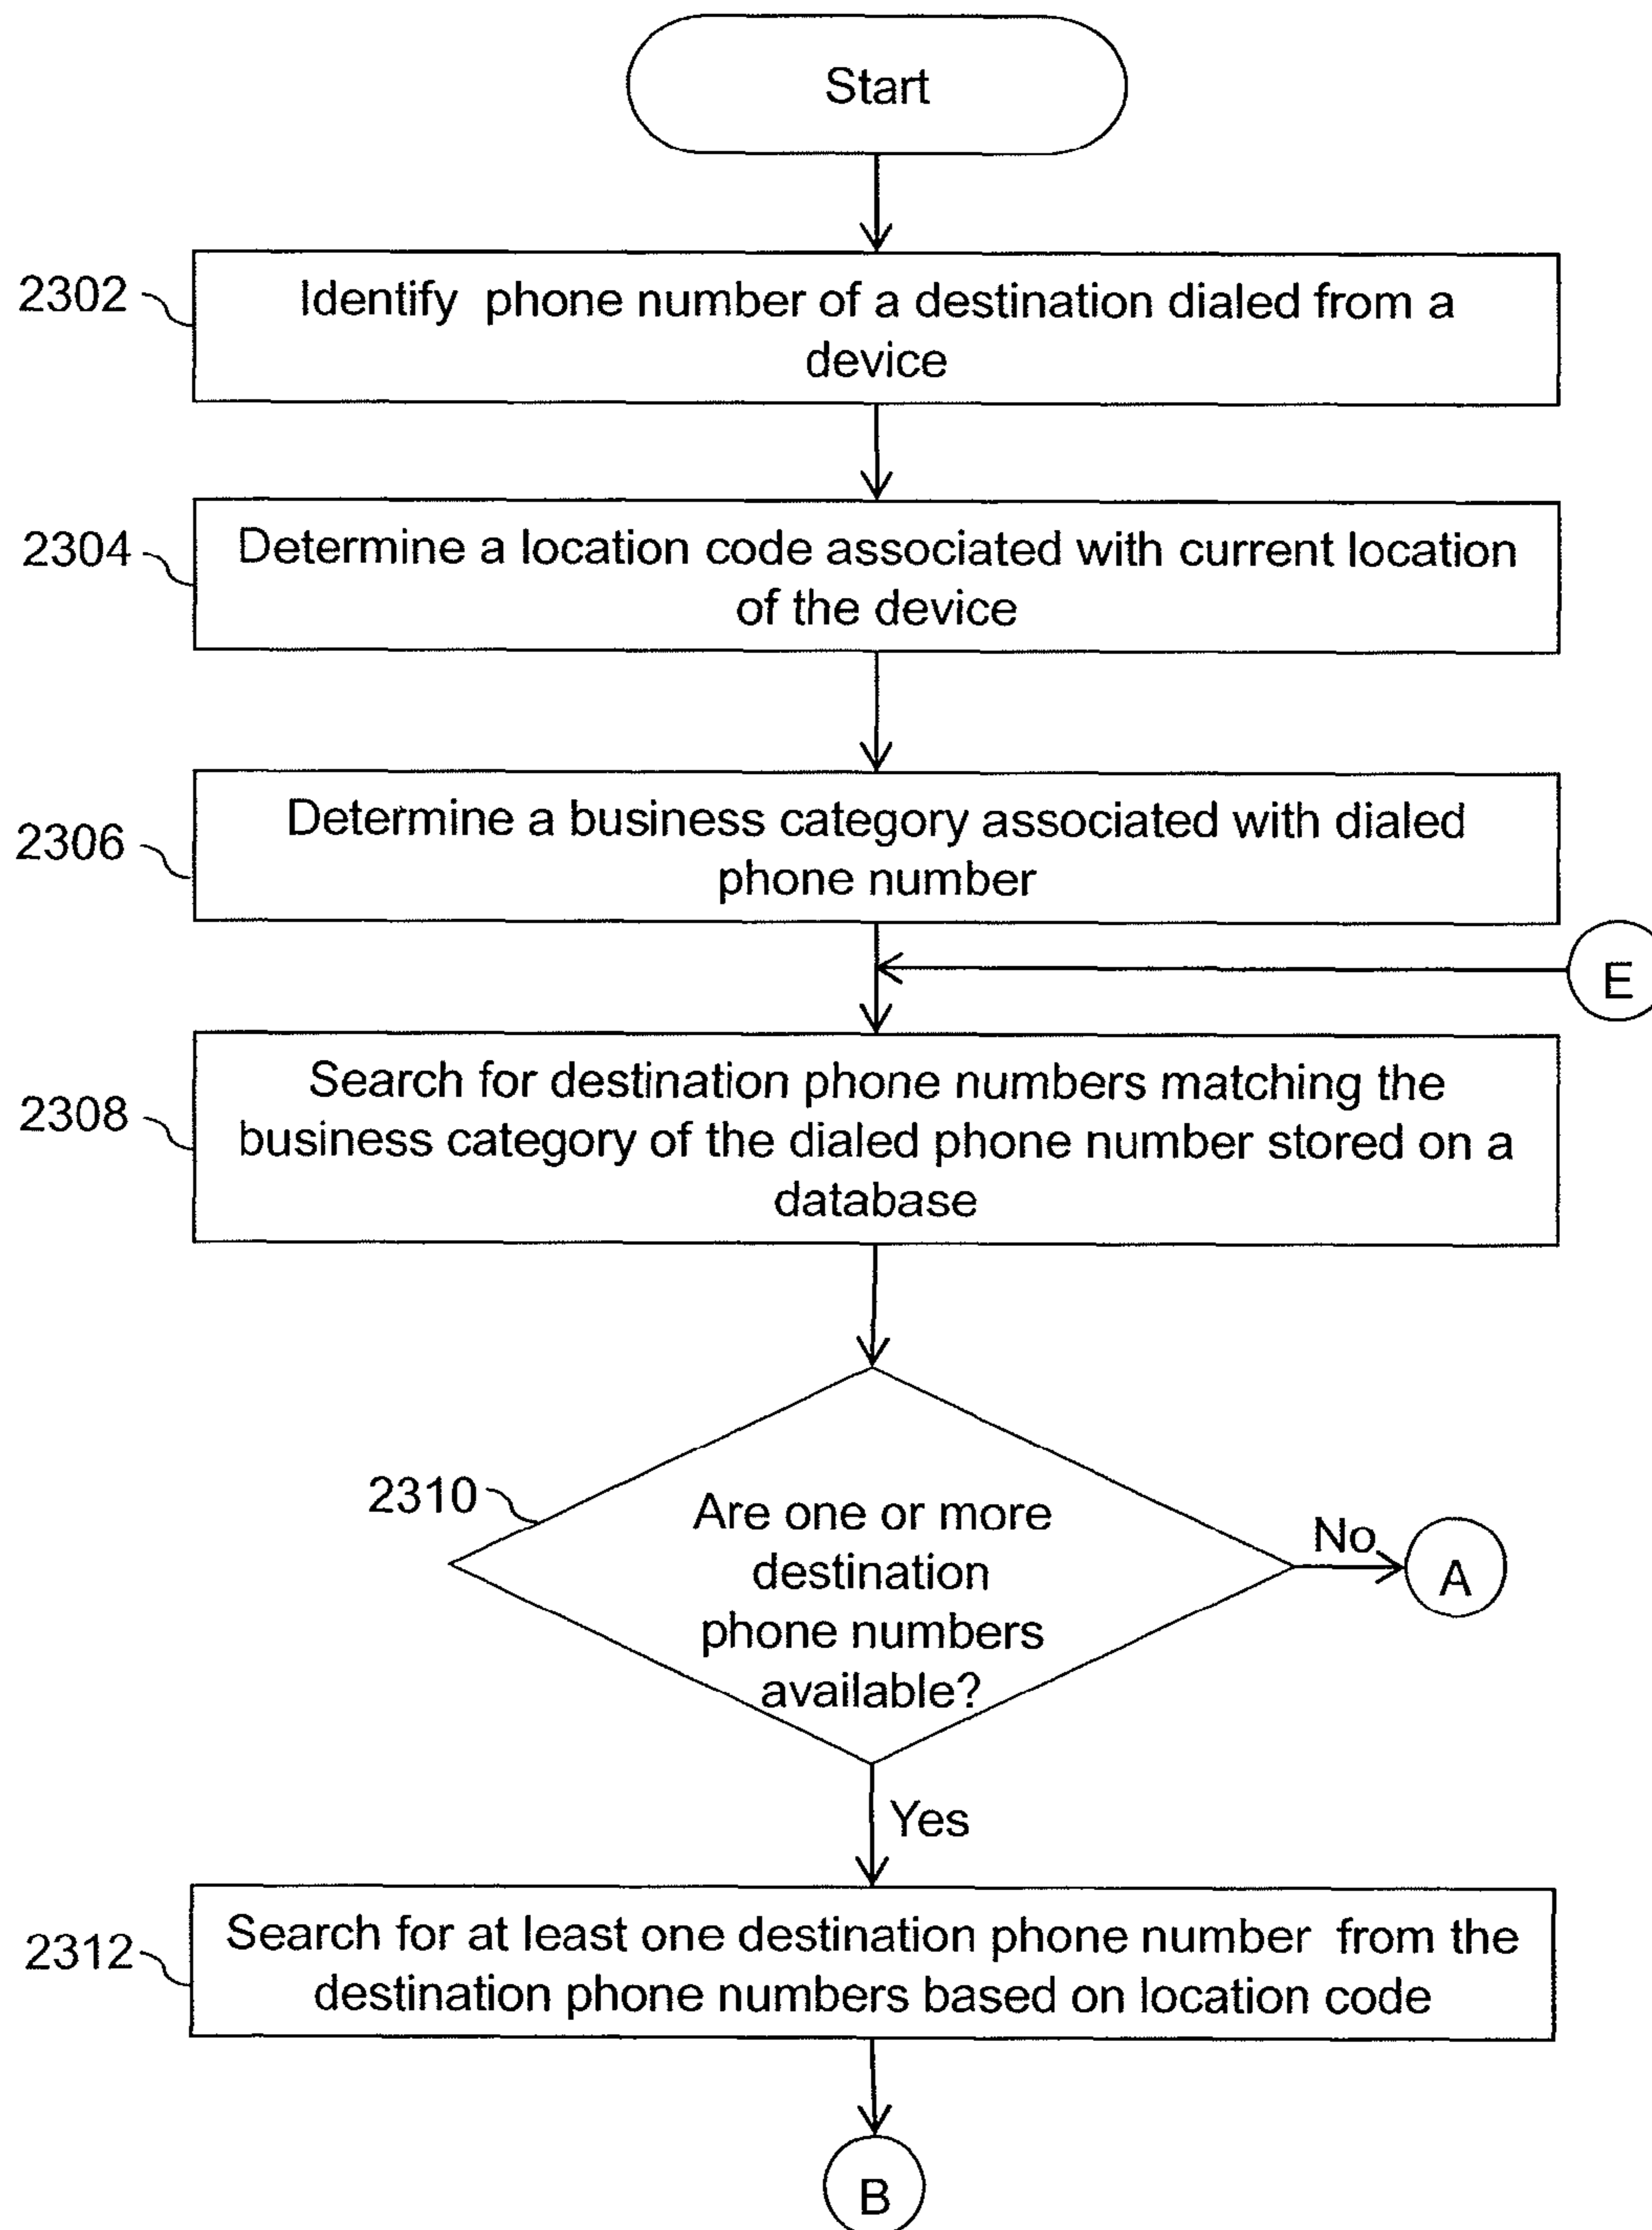 Start
2302
Identify phone number of a destination dialed from a
device
2304
Determine a location code associated with current location
of the device
2306
Determine a business category associated with dialed
phone number
E
2308
Search for destination phone numbers matching the
business category of the dialed phone number stored on a
database
2310
Are one or more
destination
phone numbers
available?
No
A
Yes
2312
Search for at least one destination phone number from the
destination phone numbers based on location code
B